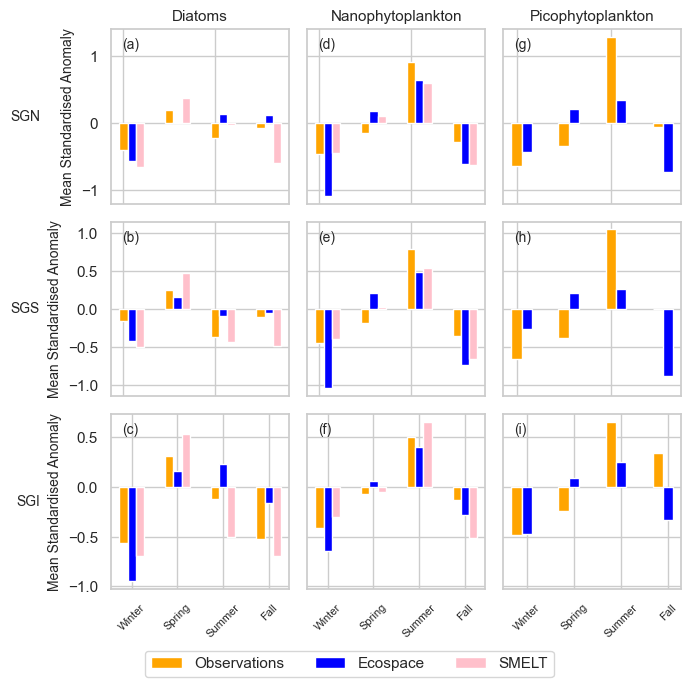 Diatoms Nanophytoplankton Picophytoplankton
SGN
Mean Standardised Anomaly
1
0
−1
(a)
(d)
(g)
SGS
Mean Standardised Anomaly
1.0
0.5
0.0
−0.5
−1.0
(b)
(e)
(h)
SGI
Mean Standardised Anomaly
0.5
0.0
−0.5
−1.0
(c)
(f)
(i)
Winter Spring Summer Fall Winter Spring Summer Fall Winter Spring Summer Fall
Observations Ecospace SMELT